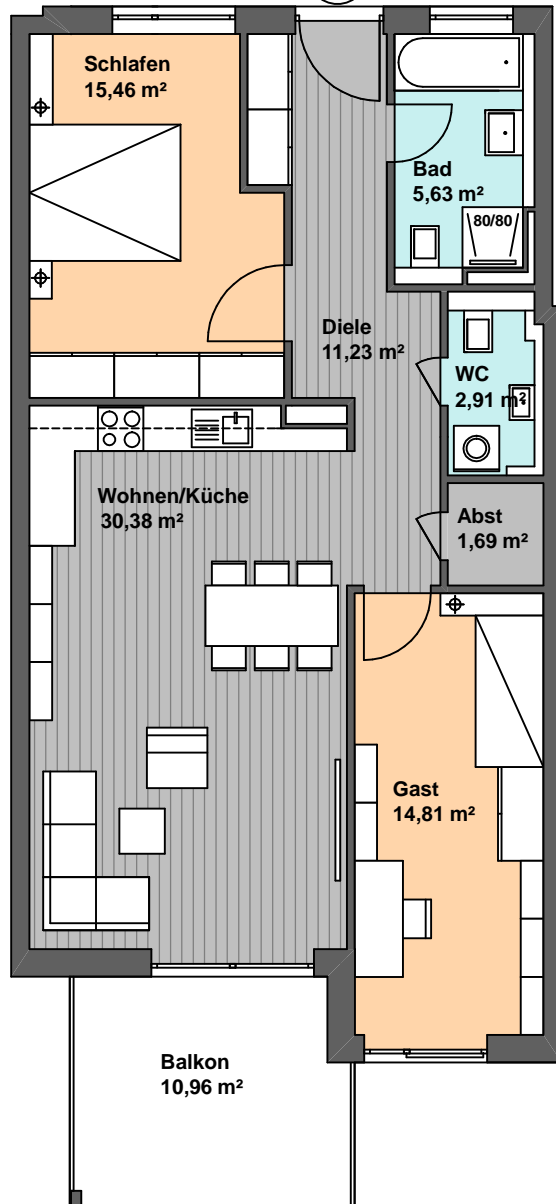 Schlafen
15,46 m²
Bad
5,63 m²
80/80
Diele
11,23 m²
WC
2,91 m²
Wohnen/Küche
30,38 m²
Abst
1,69 m²
Gast
14,81 m²
Balkon
10,96 m²